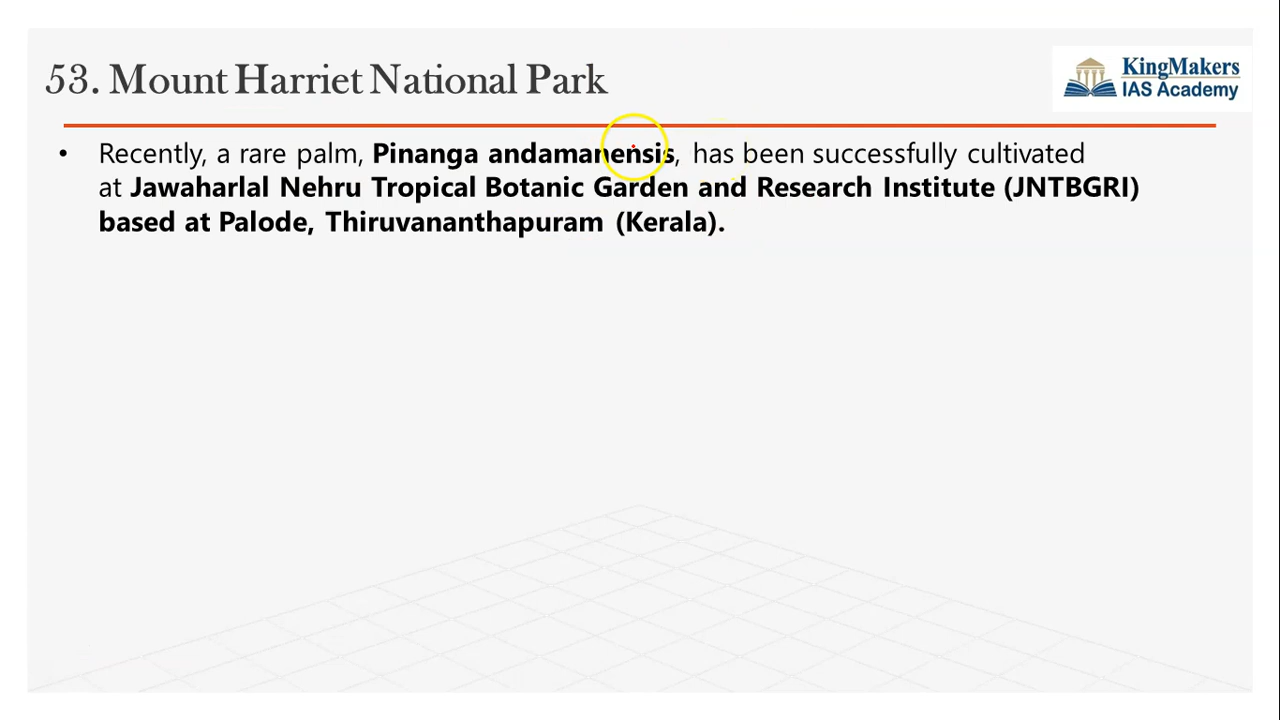 53. Mount Harriet National Park
KingMakers
IAS Academy
• Recently, a rare palm, Pinanga andamanensis, has been successfully cultivated
at Jawaharlal Nehru Tropical Botanic Garden and Research Institute (JNTBGRI)
based at Palode, Thiruvananthapuram (Kerala).